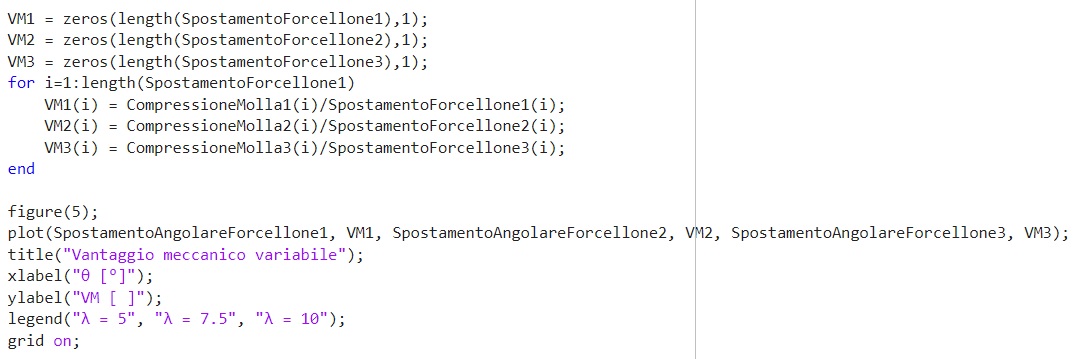 VM1 = zeros(length(SpostamentoForcellone1),1);
VM2 = zeros(length(SpostamentoForcellone2),1);
VM3 = zeros(length(SpostamentoForcellone3),1);
for i=1:length(SpostamentoForcellone1)
    VM1(i) = CompressioneMolla1(i)/SpostamentoForcellone1(i);
    VM2(i) = CompressioneMolla2(i)/SpostamentoForcellone2(i);
    VM3(i) = CompressioneMolla3(i)/SpostamentoForcellone3(i);
end

figure(5);
plot(SpostamentoAngolareForcellone1, VM1, SpostamentoAngolareForcellone2, VM2, SpostamentoAngolareForcellone3, VM3);
title("Vantaggio meccanico variabile");
xlabel("θ [°]");
ylabel("VM [ ]");
legend("λ = 5", "λ = 7.5", "λ = 10");
grid on;